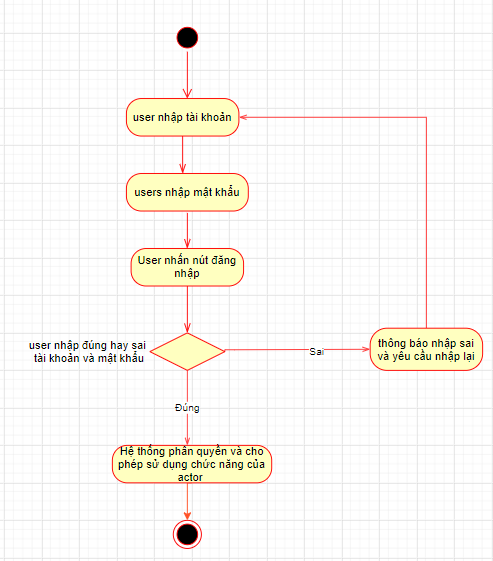 user nhập tài khoản
users nhập mật khẩu
User nhấn nút đăng
nhập
user nhập đúng hay sai
tài khoản và mật khẩu
Sai
thông báo nhập sai
và yêu cầu nhập lại
Đúng
Hệ thống phân quyền và cho
phép sử dụng chức năng của
actor